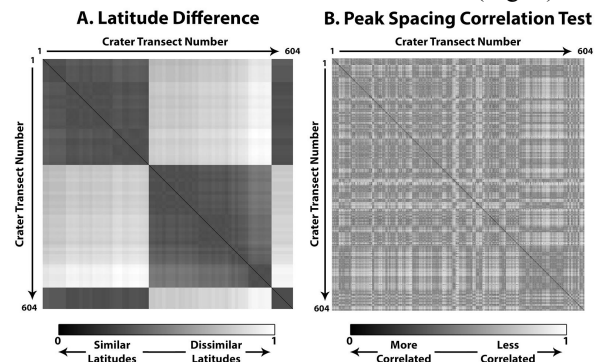 A. Latitude Difference
Crater Transect Number
1
604
1
Crater Transect Number
604
0
1
Similar
Latitudes
Dissimilar
Latitudes
B. Peak Spacing Correlation Test
Crater Transect Number
1
604
1
Crater Transect Number
604
0
1
More
Correlated
Less
Correlated